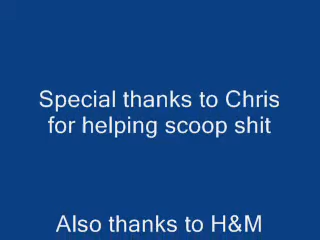 Special thanks to Chris
for helping scoop shit
Also thanks to H&M